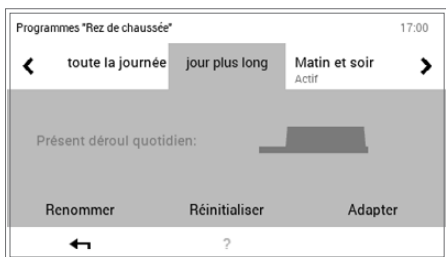 Programmes "Rez de chaussée" 17:00
toute la journée jour plus long Matin et soir
Actif
Présent déroul quotidien:
Renommer Réinitialiser Adapter
?